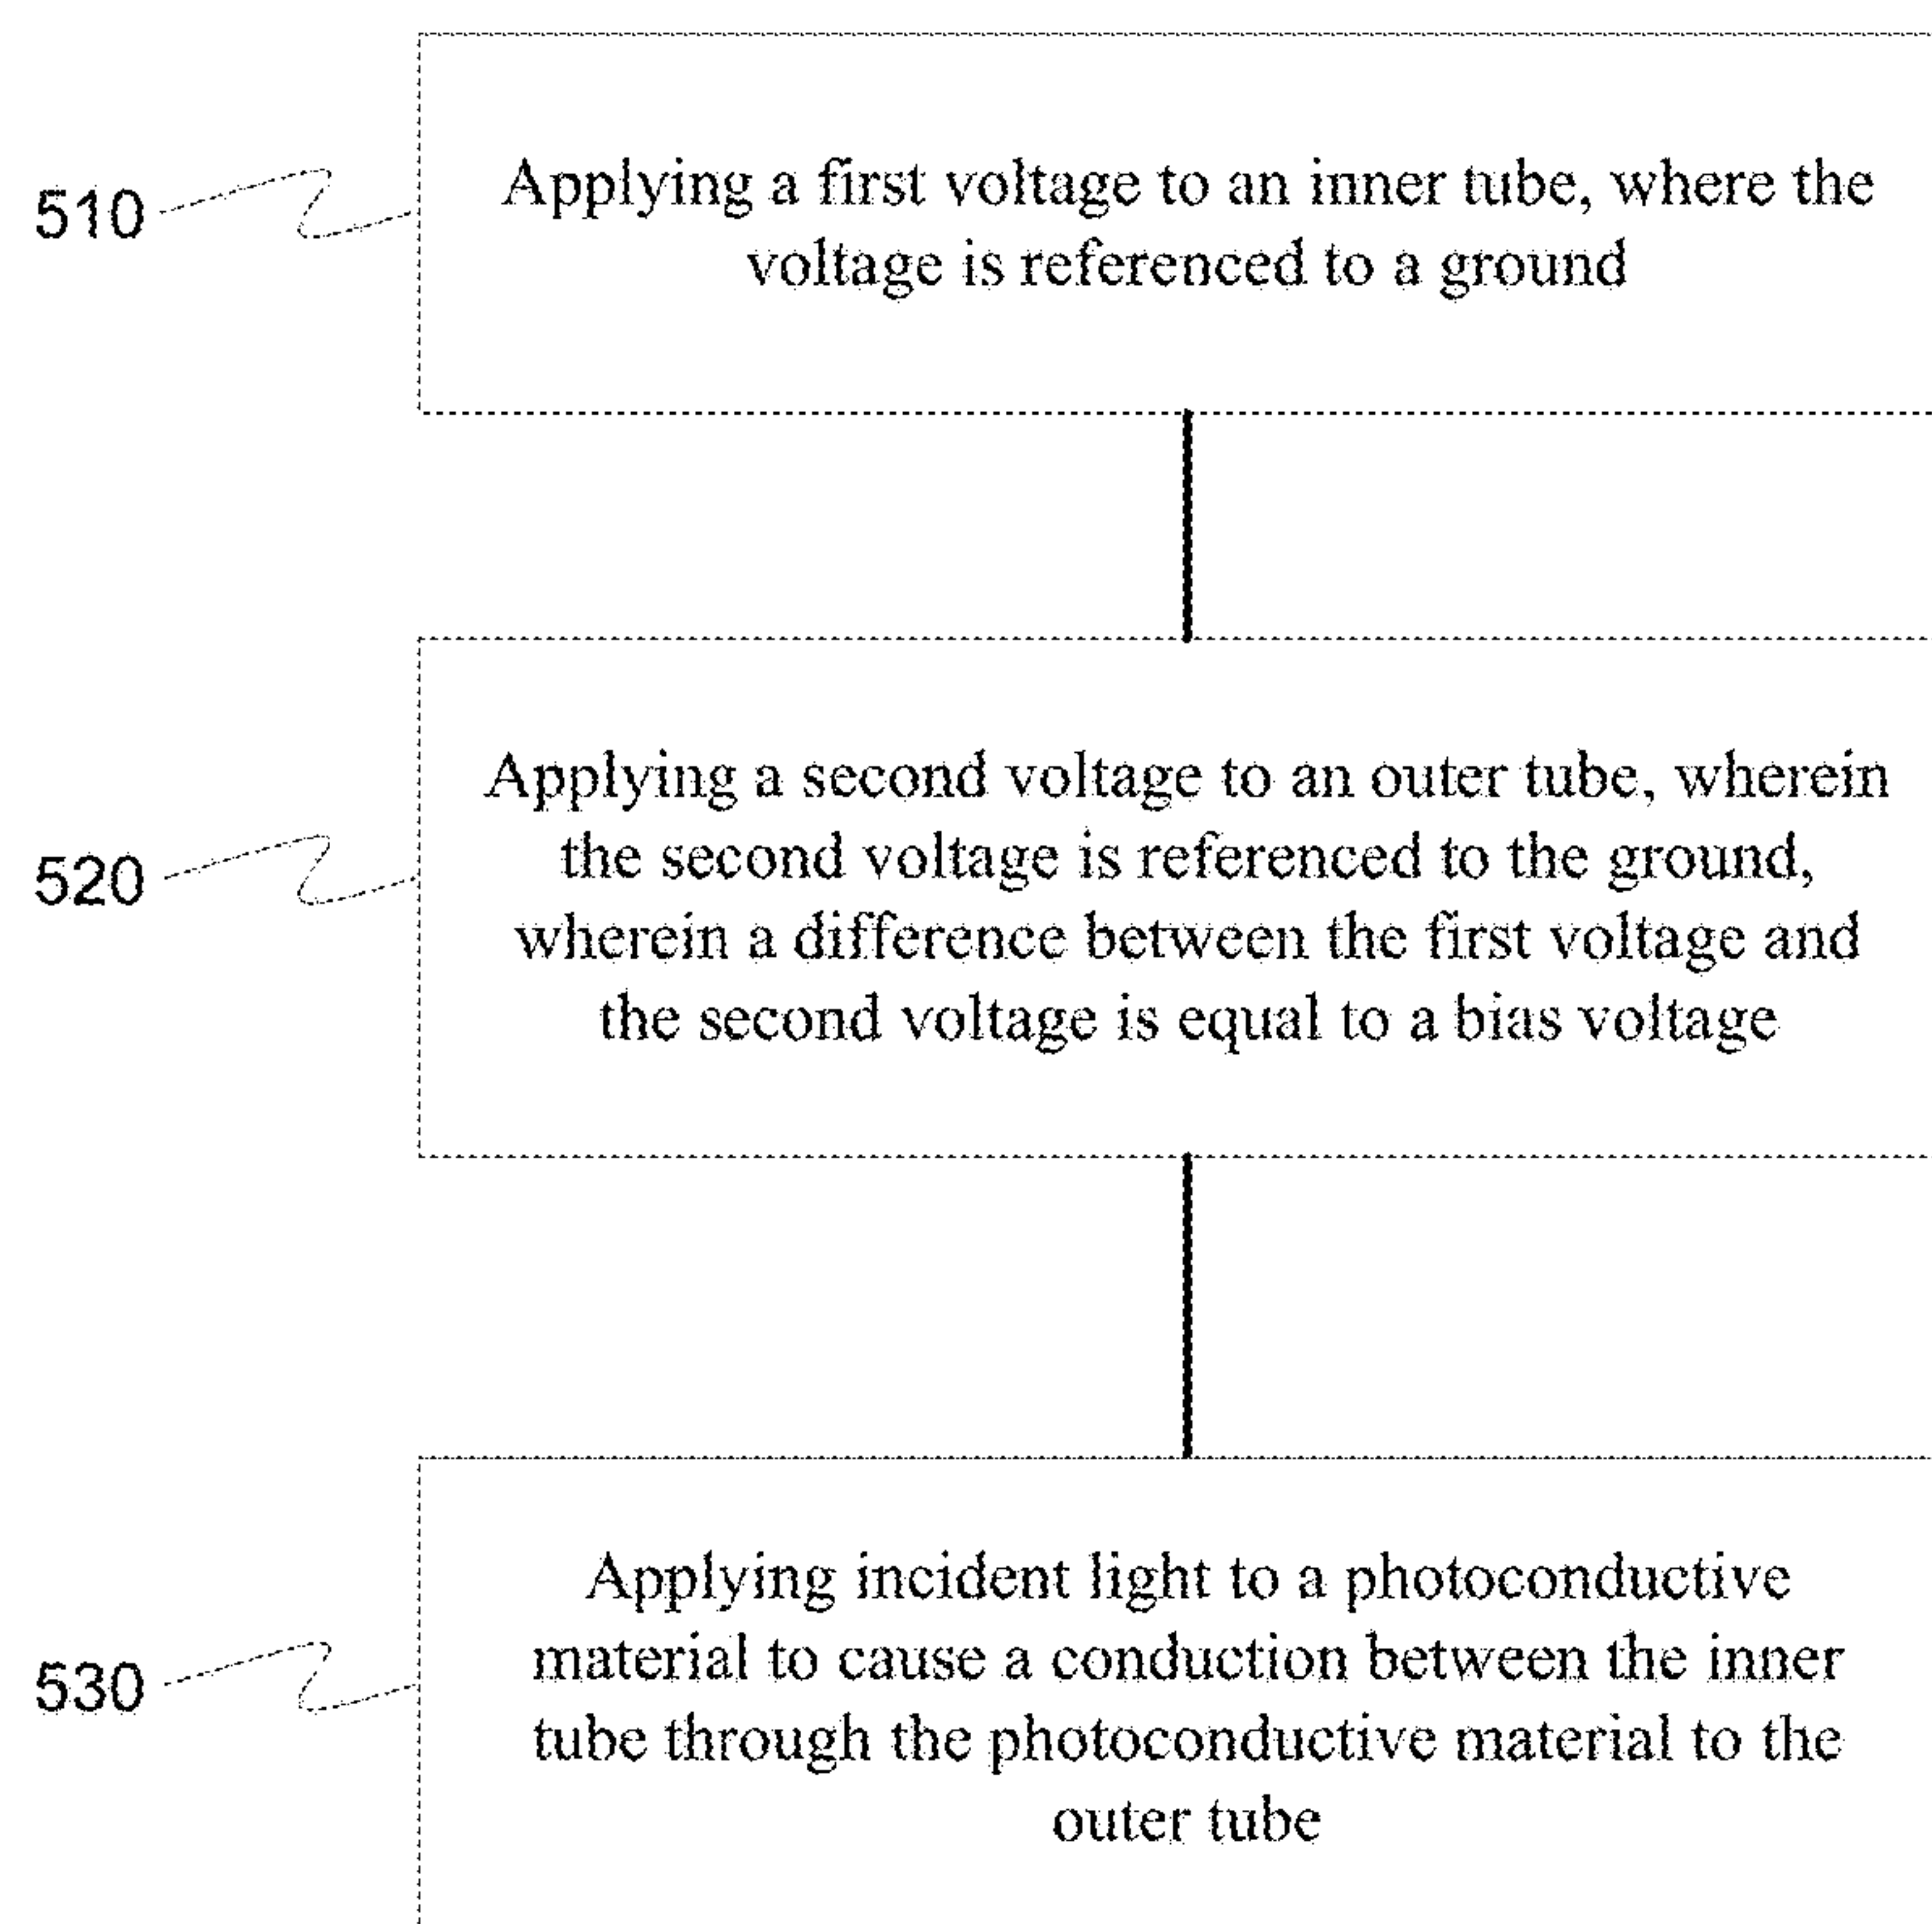 510
Applying a first voltage to an inner tube, where the
voltage is referenced to a ground
520
Applying a second voltage to an outer tube, wherein
the second voltage is referenced to the ground,
wherein a difference between the first voltage and
the second voltage is equal to a bias voltage
530
Applying incident light to a photoconductive
material to cause a conduction between the inner
tube through the photoconductive material to the
outer tube